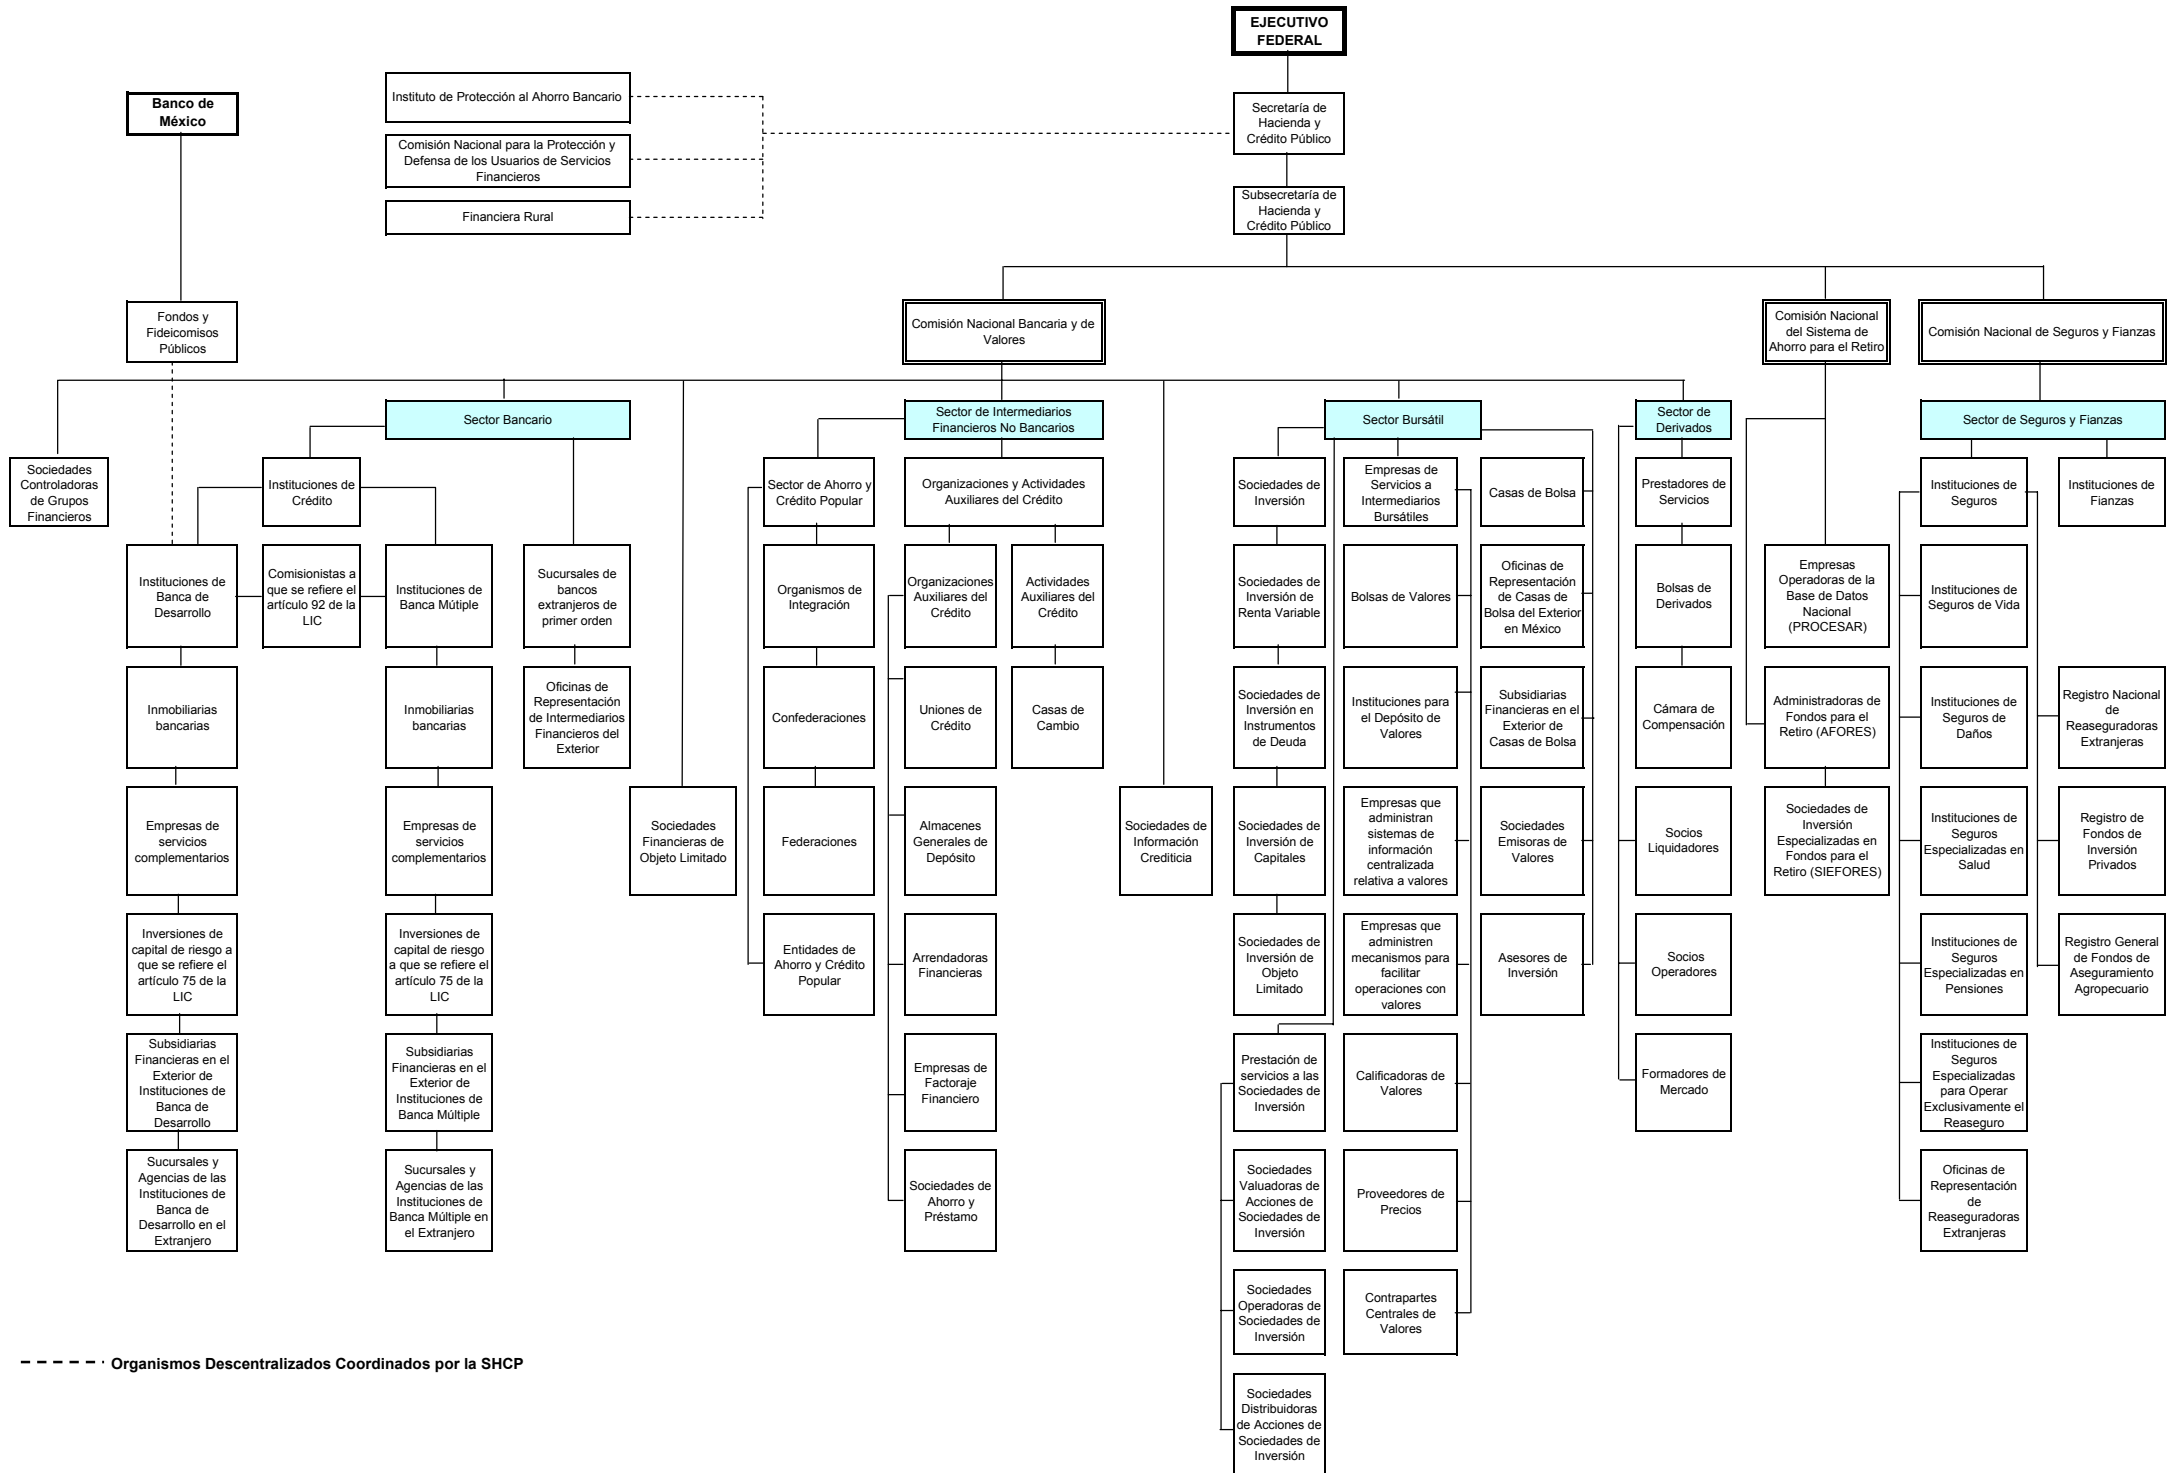 EJECUTIVO
FEDERAL
Banco de
México
Instituto de Protección al Ahorro Bancario
Comisión Nacional para la Protección y
Defensa de los Usuarios de Servicios
Financieros
Financiera Rural
Secretaría de
Hacienda y
Crédito Público
Subsecretaría de
Hacienda y
Crédito Público
Fondos y
Fideicomisos
Públicos
Comisión Nacional Bancaria y de
Valores
Comisión Nacional
del Sistema de
Ahorro para el Retiro
Comisión Nacional de Seguros y Fianzas
Sector Bancario
Sector de Intermediarios
Financieros No Bancarios
Sector Bursátil
Sector de
Derivados
Sector de Seguros y Fianzas
Sociedades
Controladoras
de Grupos
Financieros
Instituciones de
Crédito
Sector de Ahorro y
Crédito Popular
Organizaciones y Actividades
Auxiliares del Crédito
Sociedades de
Inversión
Empresas de
Servicios a
Intermediarios
Bursátiles
Casas de Bolsa
Prestadores de
Servicios
Instituciones de
Seguros
Instituciones de
Fianzas
Instituciones de
Banca de
Desarrollo
Comisionistas a
que se refiere el
artículo 92 de la
LIC
Instituciones de
Banca Mútiple
Sucursales de
bancos
extranjeros de
primer orden
Organismos de
Integración
Organizaciones
Auxiliares del
Crédito
Actividades
Auxiliares del
Crédito
Sociedades de
Inversión de
Renta Variable
Bolsas de Valores
Oficinas de
Representación
de Casas de
Bolsa del Exterior
en México
Bolsas de
Derivados
Empresas
Operadoras de la
Base de Datos
Nacional
(PROCESAR)
Instituciones de
Seguros de Vida
Inmobiliarias
bancarias
Inmobiliarias
bancarias
Oficinas de
Representación
de Intermediarios
Financieros del
Exterior
Confederaciones
Uniones de
Crédito
Casas de
Cambio
Sociedades de
Inversión en
Instrumentos
de Deuda
Instituciones para
el Depósito de
Valores
Subsidiarias
Financieras en el
Exterior de
Casas de Bolsa
Cámara de
Compensación
Administradoras de
Fondos para el
Retiro (AFORES)
Instituciones de
Seguros de
Daños
Registro Nacional
de
Reaseguradoras
Extranjeras
Empresas de
servicios
complementarios
Empresas de
servicios
complementarios
Sociedades
Financieras de
Objeto Limitado
Federaciones
Almacenes
Generales de
Depósito
Sociedades de
Información
Crediticia
Sociedades de
Inversión de
Capitales
Empresas que
administran
sistemas de
información
centralizada
relativa a valores
Sociedades
Emisoras de
Valores
Socios
Liquidadores
Sociedades de
Inversión
Especializadas en
Fondos para el
Retiro (SIEFORES)
Instituciones de
Seguros
Especializadas en
Salud
Registro de
Fondos de
Inversión
Privados
Inversiones de
capital de riesgo a
que se refiere el
artículo 75 de la
LIC
Inversiones de
capital de riesgo
a que se refiere el
artículo 75 de la
LIC
Entidades de
Ahorro y Crédito
Popular
Arrendadoras
Financieras
Sociedades de
Inversión de
Objeto
Limitado
Empresas que
administren
mecanismos para
facilitar
operaciones con
valores
Asesores de
Inversión
Socios
Operadores
Instituciones de
Seguros
Especializadas en
Pensiones
Registro General
de Fondos de
Aseguramiento
Agropecuario
Subsidiarias
Financieras en el
Exterior de
Instituciones de
Banca de
Desarrollo
Subsidiarias
Financieras en el
Exterior de
Instituciones de
Banca Múltiple
Empresas de
Factoraje
Financiero
Prestación de
servicios a las
Sociedades de
Inversión
Calificadoras de
Valores
Formadores de
Mercado
Instituciones de
Seguros
Especializadas
para Operar
Exclusivamente el
Reaseguro
Sucursales y
Agencias de las
Instituciones de
Banca de
Desarrollo en el
Extranjero
Sucursales y
Agencias de las
Instituciones de
Banca Múltiple en
el Extranjero
Sociedades de
Ahorro y
Préstamo
Sociedades
Valuadoras de
Acciones de
Sociedades de
Inversión
Proveedores de
Precios
Oficinas de
Representación
de
Reaseguradoras
Extranjeras
Sociedades
Operadoras de
Sociedades de
Inversión
Contrapartes
Centrales de
Valores
Organismos Descentralizados Coordinados por la SHCP
Sociedades
Distribuidoras
de Acciones de
Sociedades de
Inversión